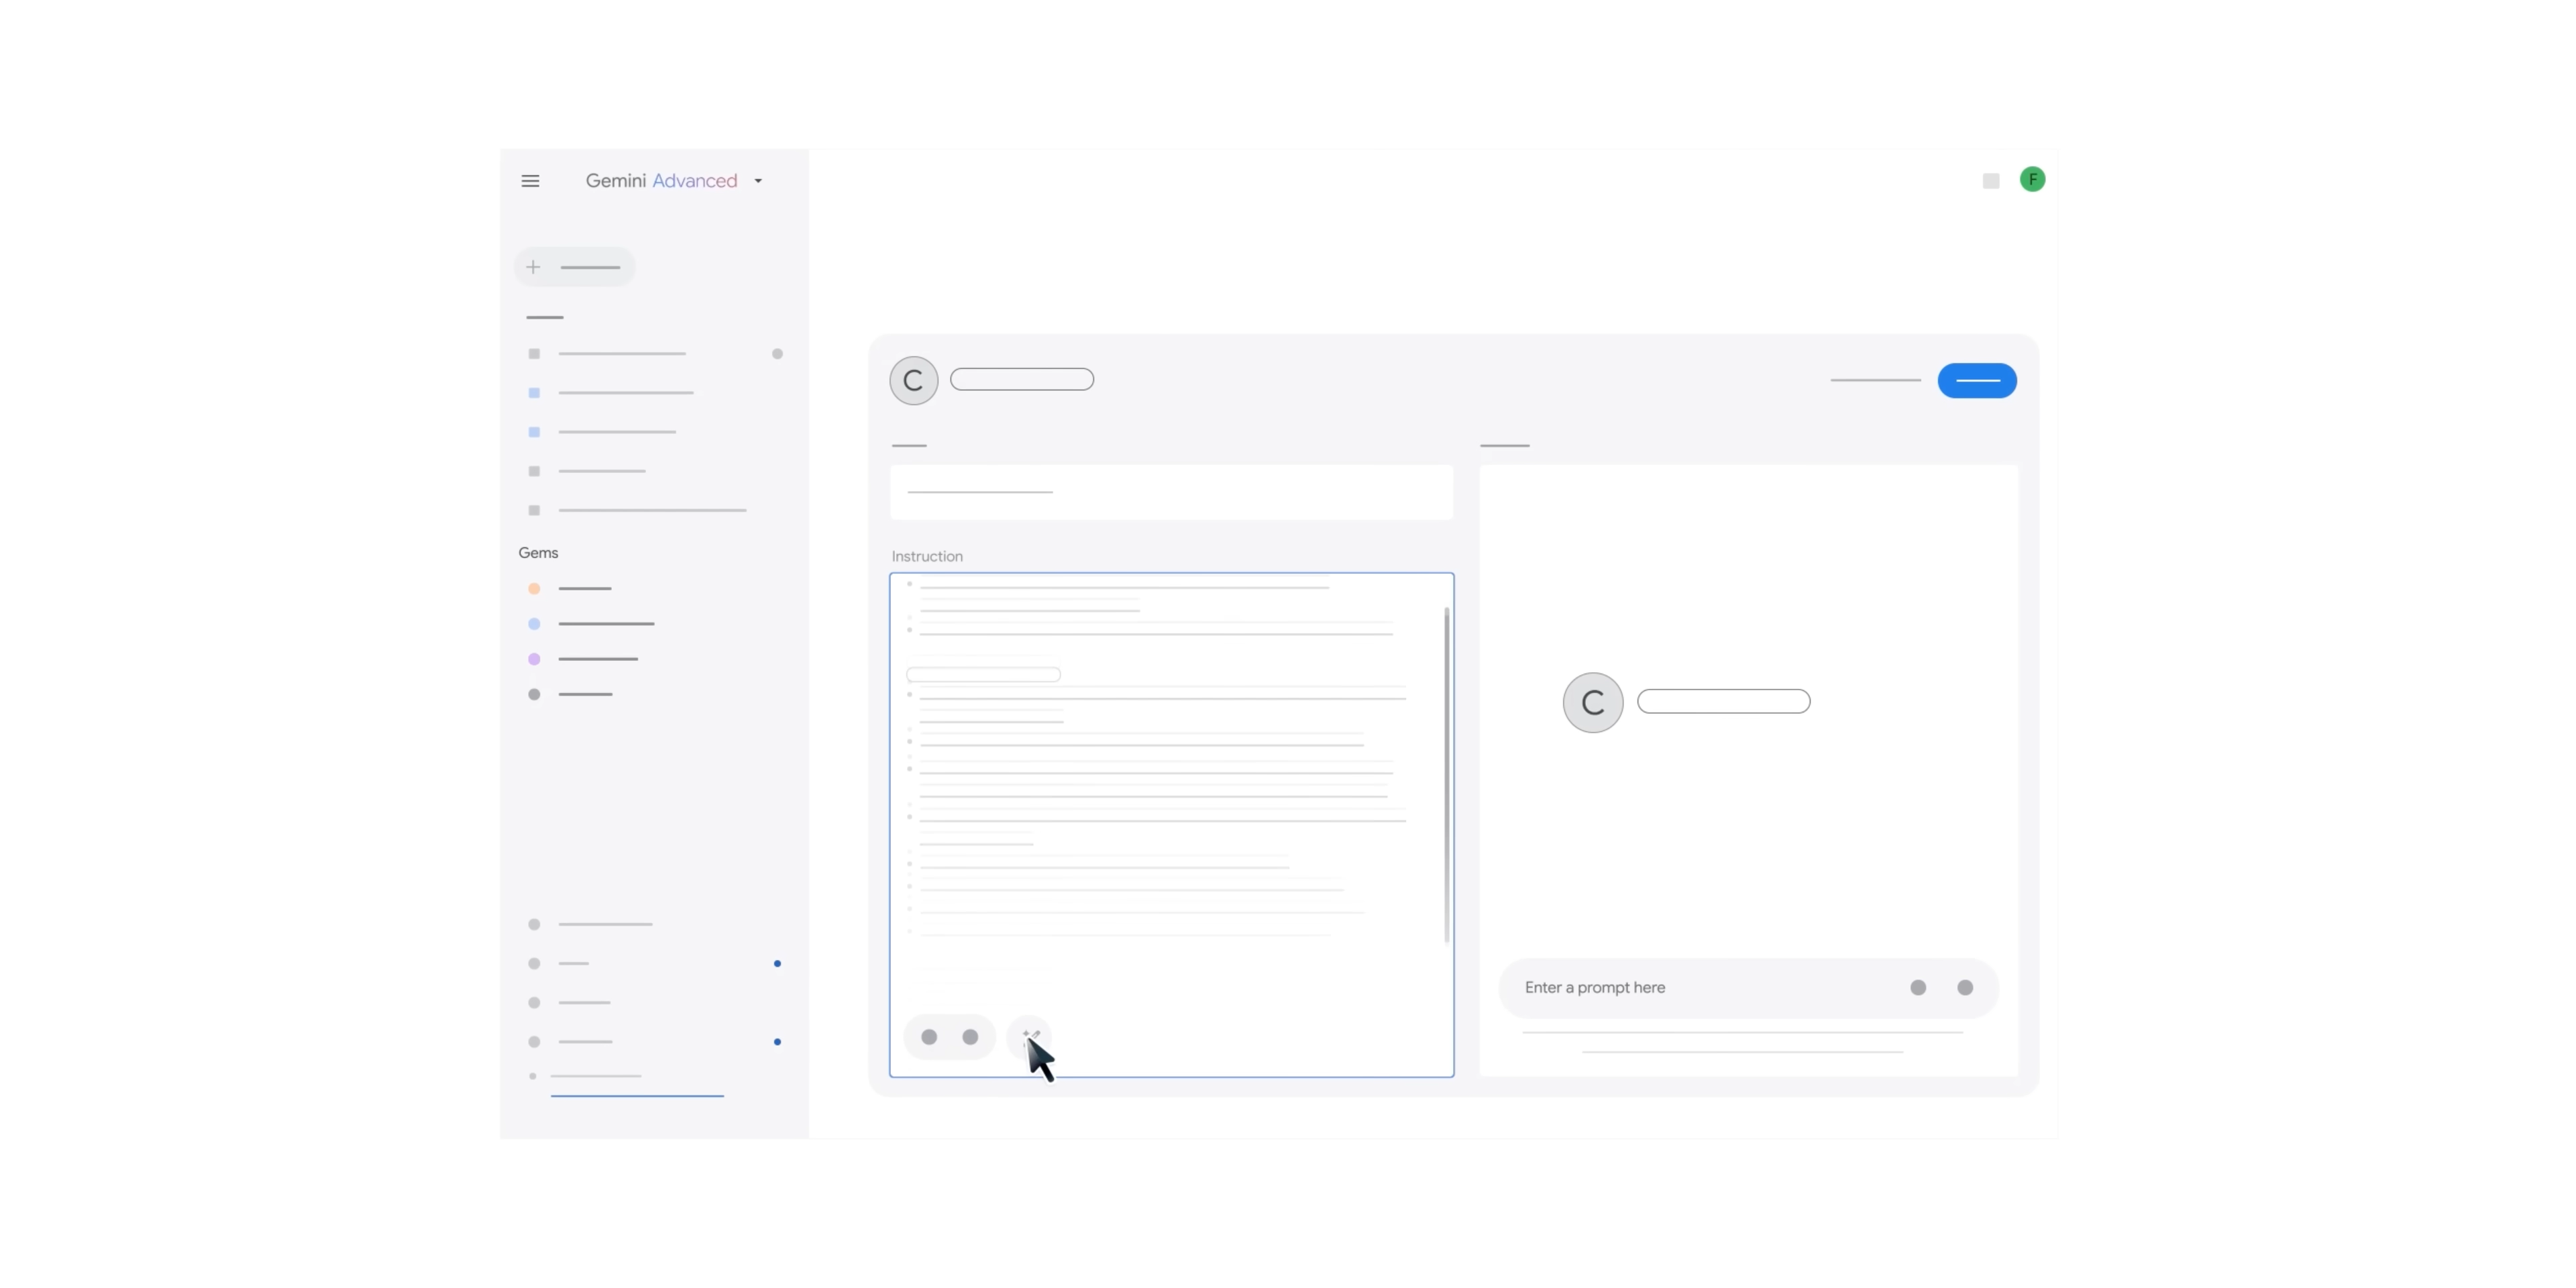 Gemini Advanced
F
C
Gems
Instruction
C
Enter a prompt here